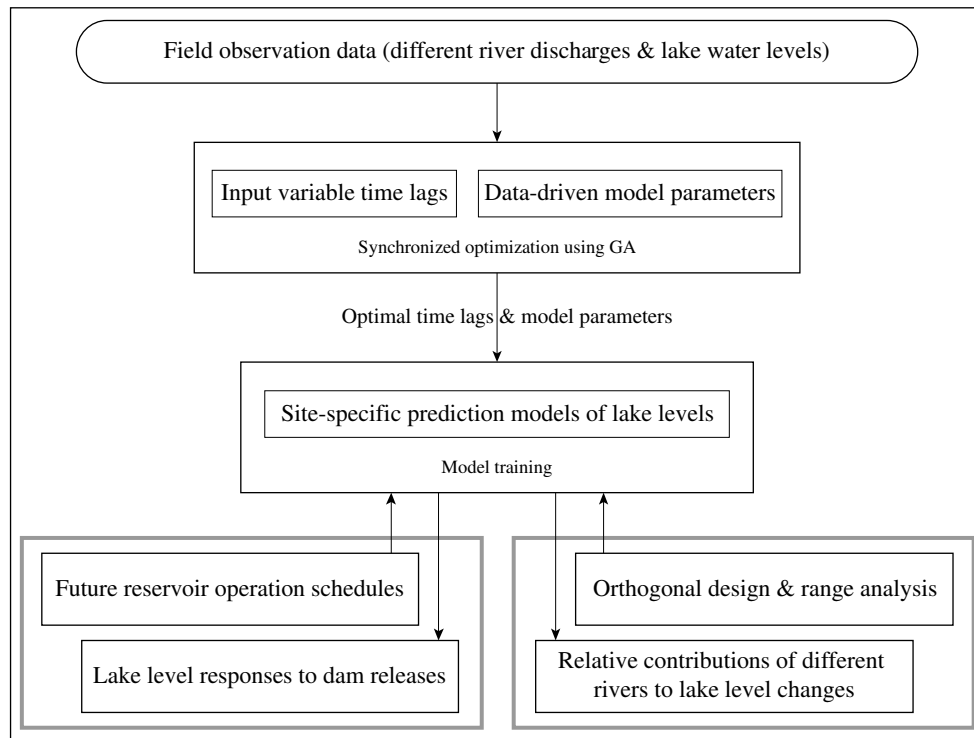 Field observation data (different river discharges & lake water levels)
Input variable time lags
Data-driven model parameters
Synchronized optimization using GA
Optimal time lags & model parameters
Site-specific prediction models of lake levels
Model training
Future reservoir operation schedules
Lake level responses to dam releases
Orthogonal design & range analysis
Relative contributions of different
rivers to lake level changes